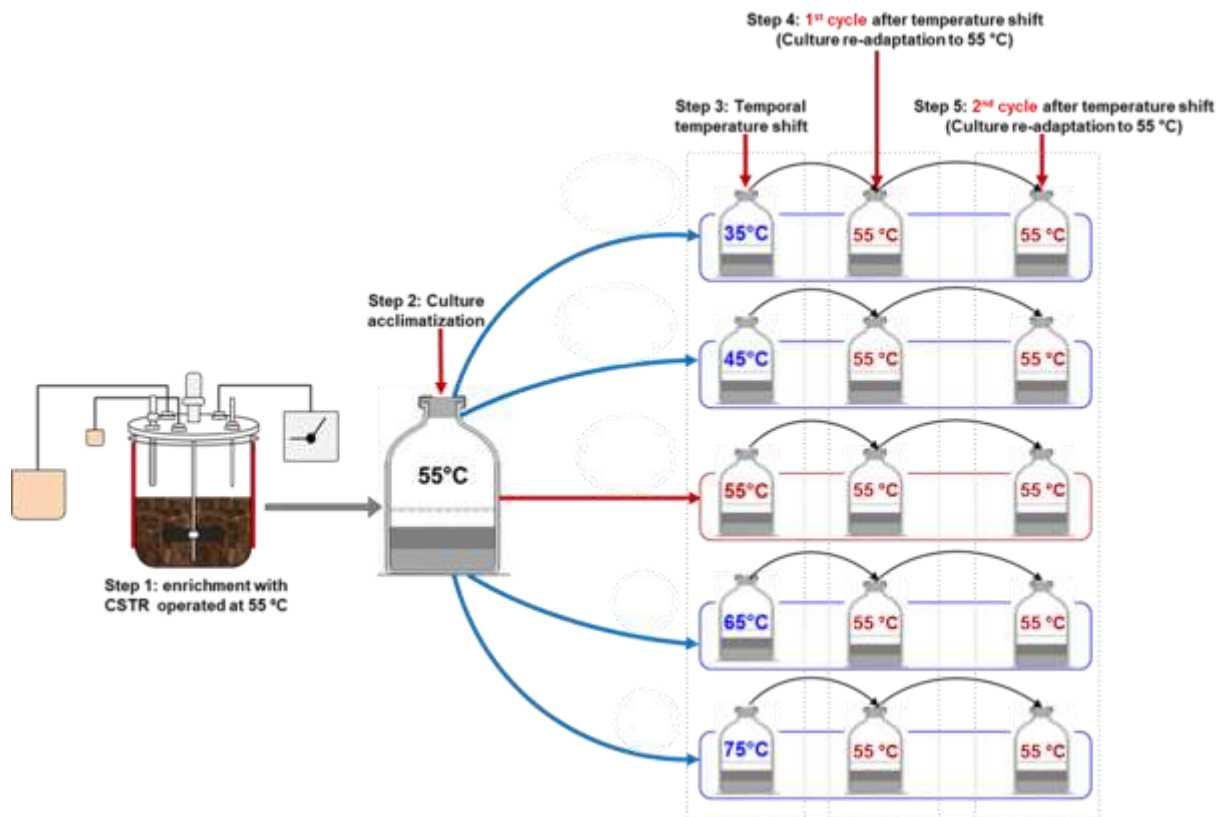 Step 4: 1st cycle after temperature shift
(Culture re-adaptation to 55 °C)
Step 3: Temporal
temperature shift
Step 5: 2nd cycle after temperature shift
(Culture re-adaptation to 55 °C)
35°C
55 °C
55 °C
Step 2: Culture
acclimatization
45°C
55 °C
55 °C
55°C
55°C
55 °C
55 °C
Step 1: enrichment with
CSTR operated at 55 °C
65°C
55 °C
55 °C
75°C
55 °C
55 °C